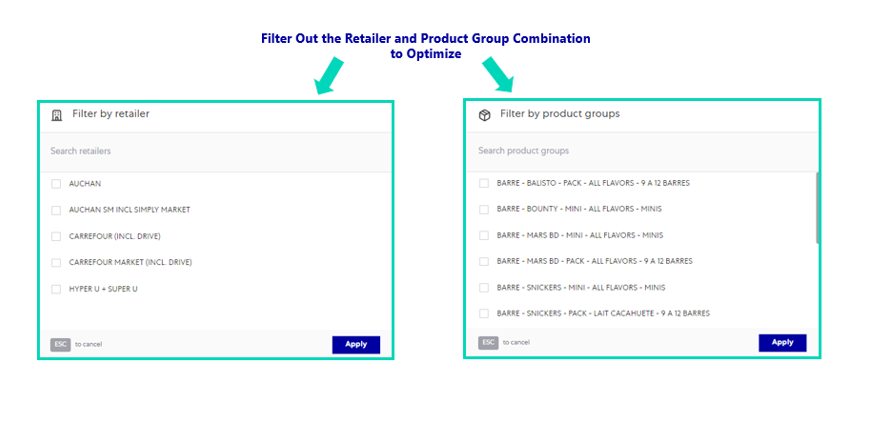 Filter Out the Retailer and Product Group Combination
to Optimize
Filter by retailer
Search retailers
AUCHAN
AUCHAN SM INCL SIMPLY MARKET
CARREFOUR (INCL. DRIVE)
CARREFOUR MARKET (INCL. DRIVE)
HYPER U + SUPER U
ESC to cancel
Apply
Filter by product groups
Search product groups
BARRE - BALISTO - PACK - ALL FLAVORS - 9 A 12 BARRES
BARRE - BOUNTY - MINI - ALL FLAVORS - MINIS
BARRE - MARS BD - MINI - ALL FLAVORS - MINIS
BARRE - MARS BD - PACK - ALL FLAVORS - 9 A 12 BARRES
BARRE - SNICKERS - MINI - ALL FLAVORS - MINIS
BARRE - SNICKERS - PACK - LAIT CACAHUETE - 9 A 12 BARRES
ESC to cancel
Apply